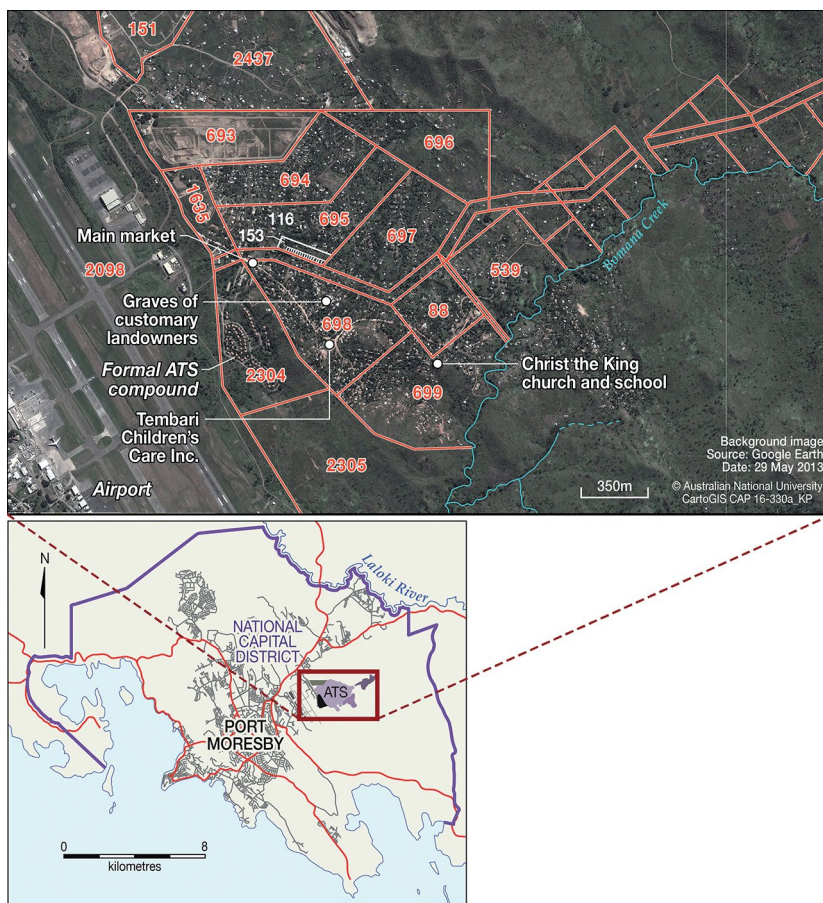 151
2437
693
696
694
1635
116
695
153
697
Main market
2098
539
Bomana Creek
Graves of
customary
landowners
88
698
Formal ATS
compound
2304
Christ the King
church and school
699
Tembari
Children's
Care Inc.
2305
Airport
350m
Background image
Source: Google Earth
Date: 29 May 2013
© Australian National University
CartoGIS CAP 16-330a_KP
N
Laloki River
NATIONAL
CAPITAL
DISTRICT
ATS
PORT
MORESBY
0
8
kilometres